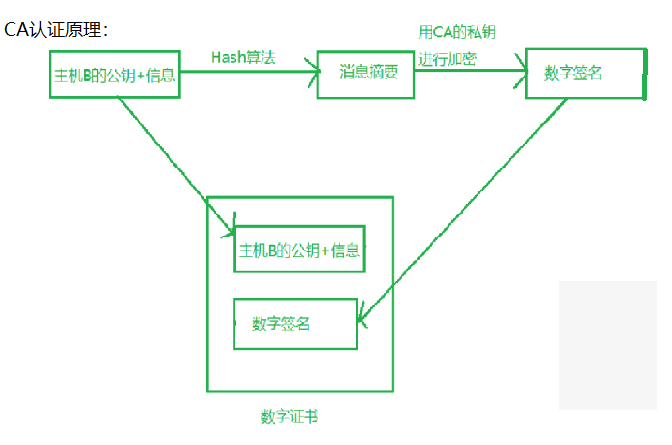 CA认证原理:
主机B的公钥+信息
Hash算法
消息摘要
用CA的私钥
进行加密
数字签名
主机B的公钥+信息
数字签名
数字证书